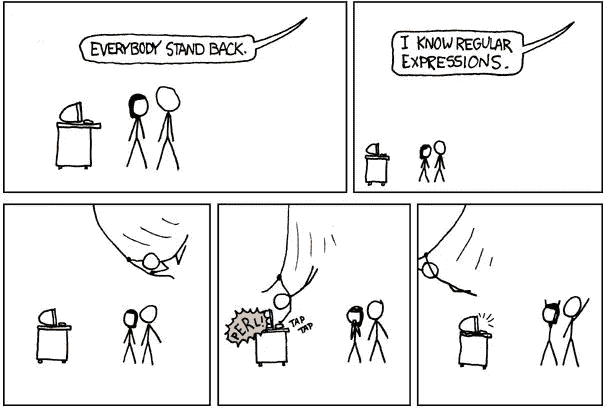 EVERYBODY STAND BACK.
I KNOW REGULAR
EXPRESSIONS.
PERL!
TAP
TAP